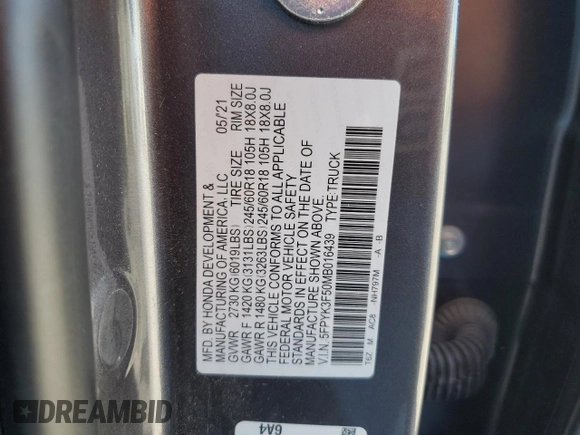 MFD. BY HONDA DEVELOPMENT &
MANUFACTURING OF AMERICA, LLC 05/'21
GVWR 2730 KG(6019LBS) TIRE SIZE RIM SIZE
GAWR F 1420 KG(3131LBS) 245/60R18 105H 18X8.0J
GAWR R 1480 KG(3263LBS) 245/60R18 105H 18X8.0J
THIS VEHICLE CONFORMS TO ALL APPLICABLE
FEDERAL MOTOR VEHICLE SAFETY
STANDARDS IN EFFECT ON THE DATE OF
MANUFACTURE SHOWN ABOVE.
V.I.N. 5FPYK3F50MB016439 TYPE:TRUCK
T6Z M AC8 NH797M -A -B
6A4
DREAMBID